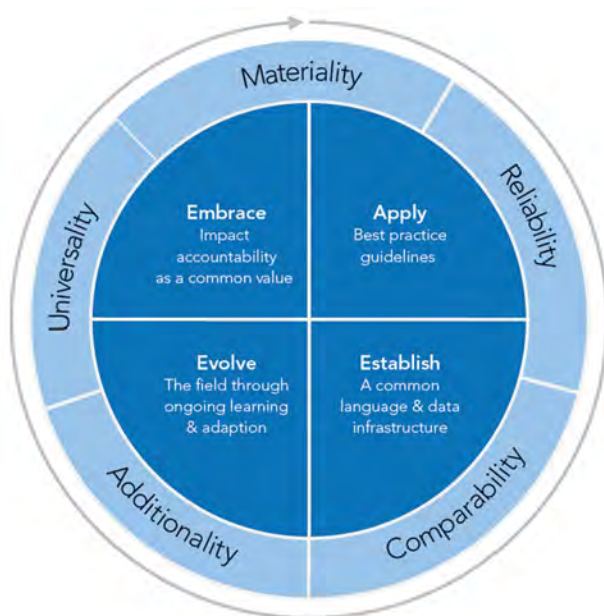 Materiality
Reliability
Comparability
Additionality
Universality
Embrace
Impact
accountability
as a common value
Apply
Best practice
guidelines
Evolve
The field through
ongoing learning
& adaption
Establish
A common
language & data
infrastructure